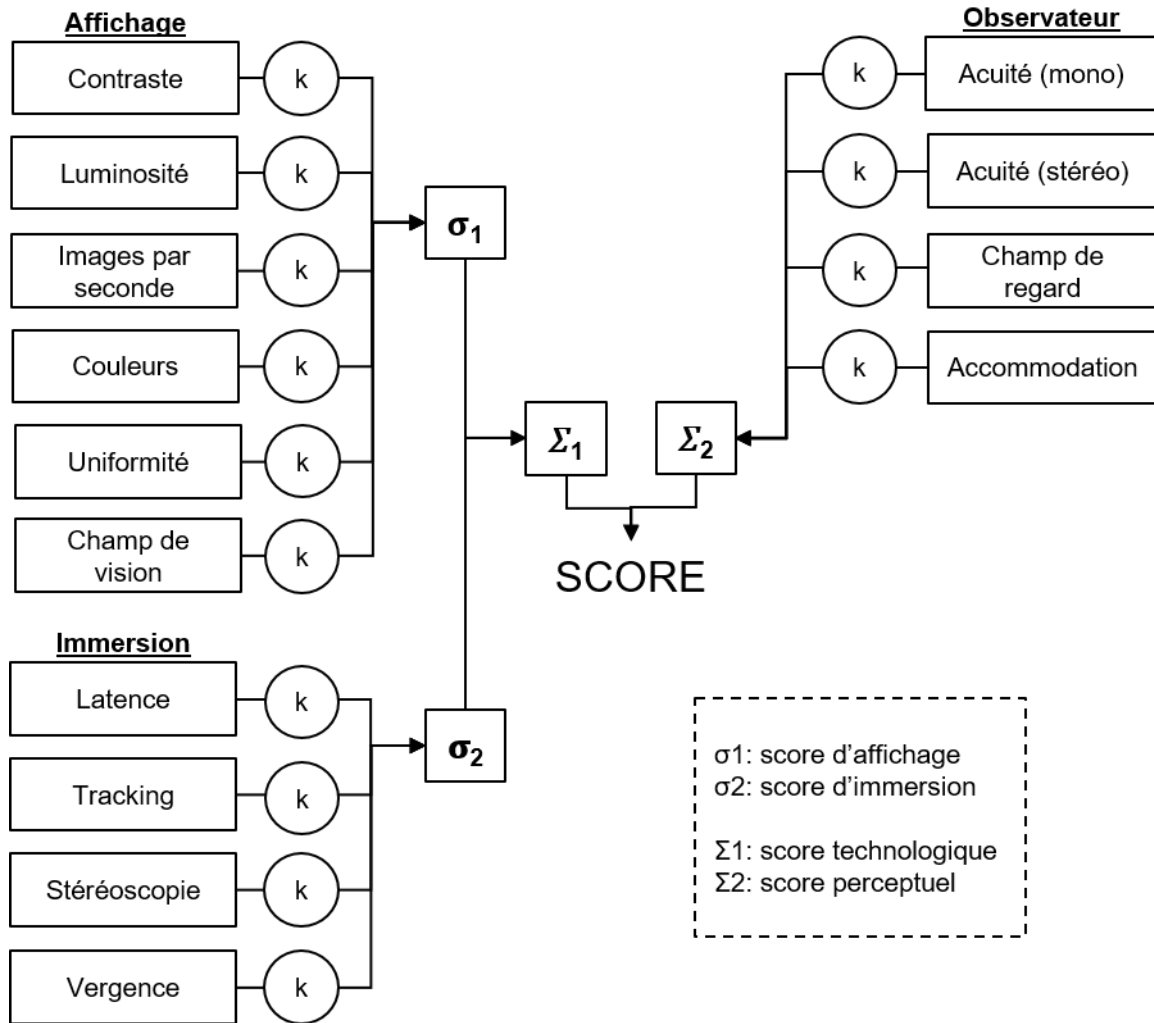 Affichage
Contraste
k
Luminosité
k
Images par
seconde
k
Couleurs
k
Uniformité
k
Champ de
vision
k
σ1
Immersion
Latence
k
Tracking
k
Stéréoscopie
k
Vergence
k
σ2
Observateur
k
Acuité (mono)
k
Acuité (stéréo)
k
Champ de
regard
k
Accommodation
Σ1
Σ2
SCORE
σ1: score d’affichage
σ2: score d’immersion
Σ1: score technologique
Σ2: score perceptuel